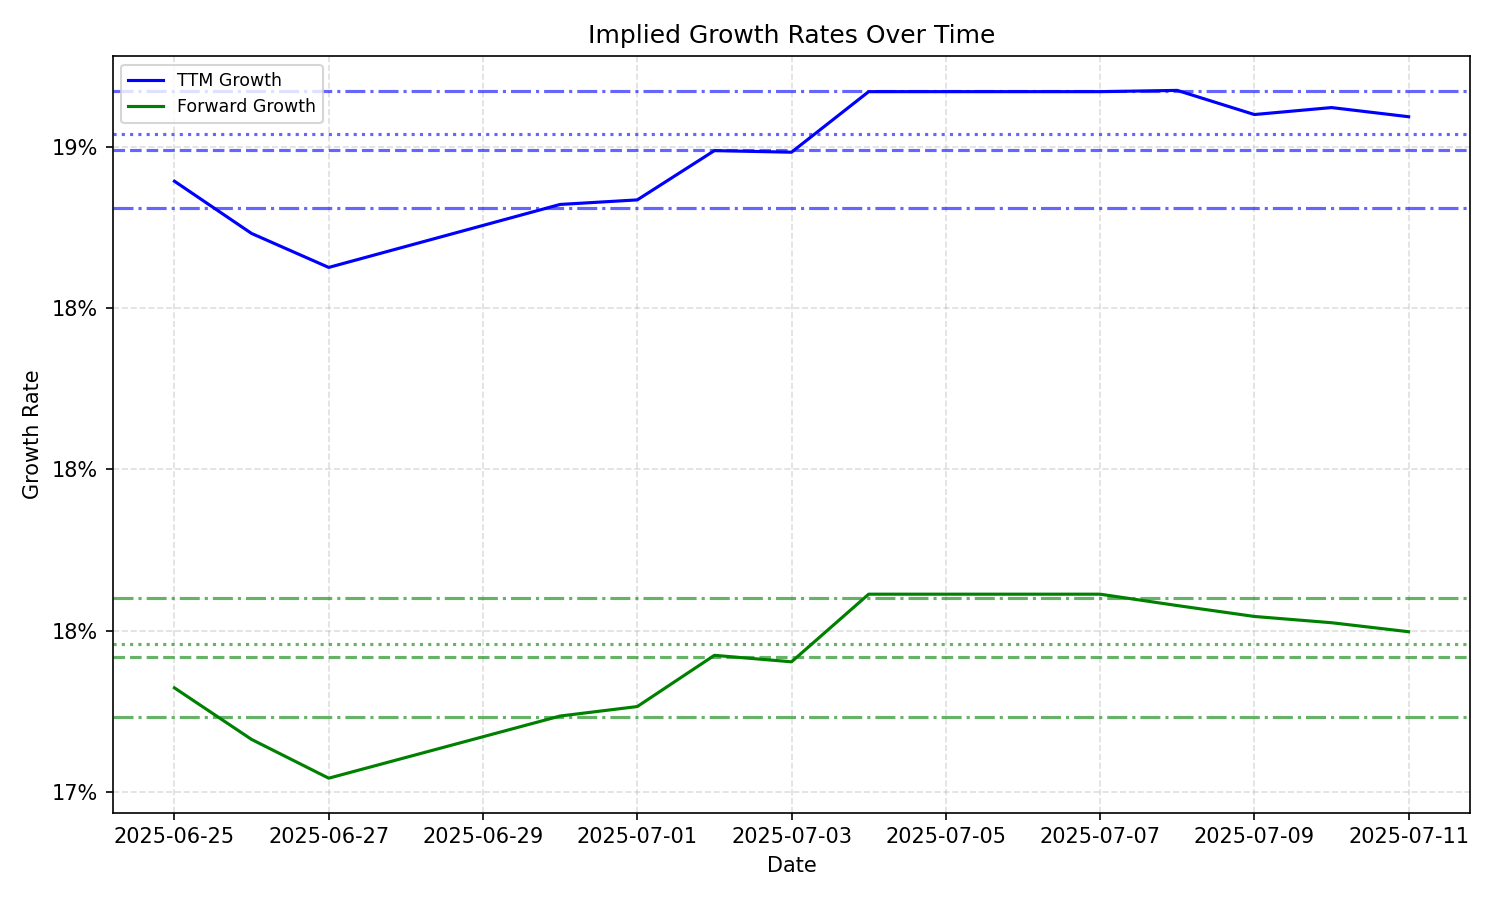 Implied Growth Rates Over Time
TTM Growth
Forward Growth
19%
18%
18%
18%
17%
Growth Rate
2025-06-25
2025-06-27
2025-06-29
2025-07-01
2025-07-03
2025-07-05
2025-07-07
2025-07-09
2025-07-11
Date